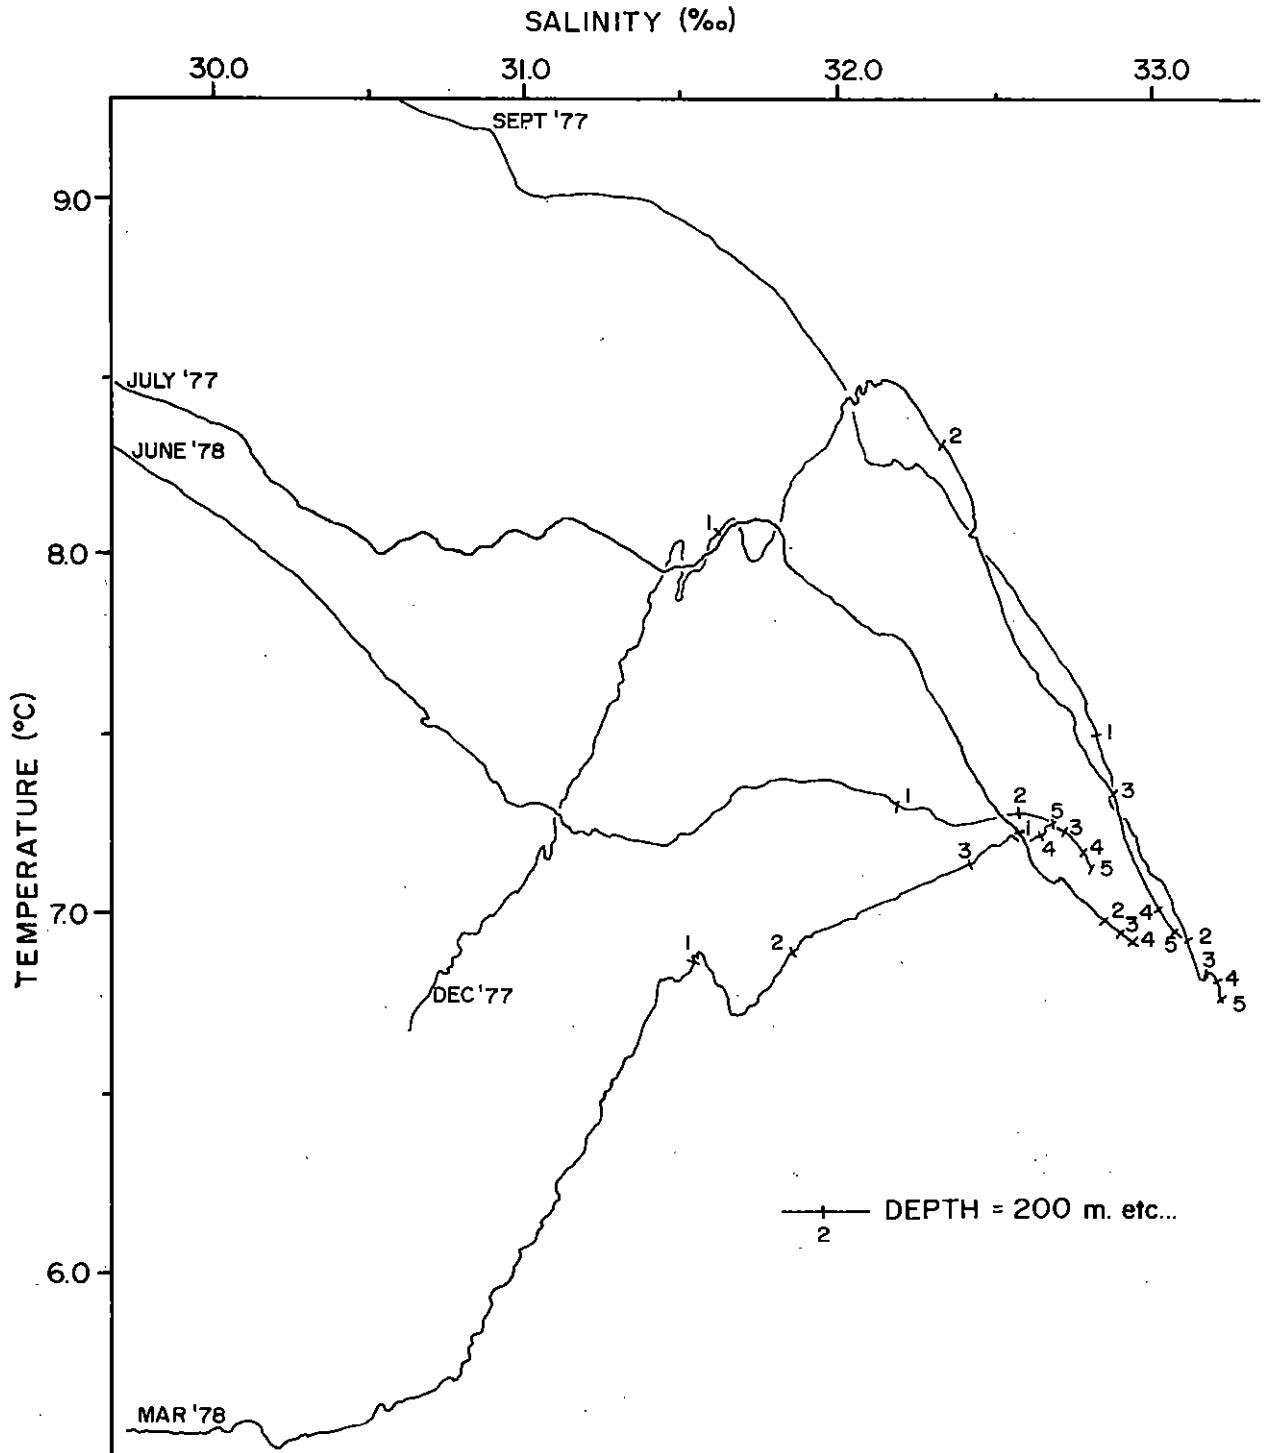 SALINITY (‰)
30.0 31.0 32.0 33.0
SEPT '77
9.0
JULY '77
2
JUNE '78
1
8.0
TEMPERATURE (°C)
1
3
1 2 5
1 3
4 4
3 5
7.0
2 4
3 2
4 5
1 2
3
4
DEC '77
5
DEPTH = 200 m. etc...
2
6.0
MAR '78